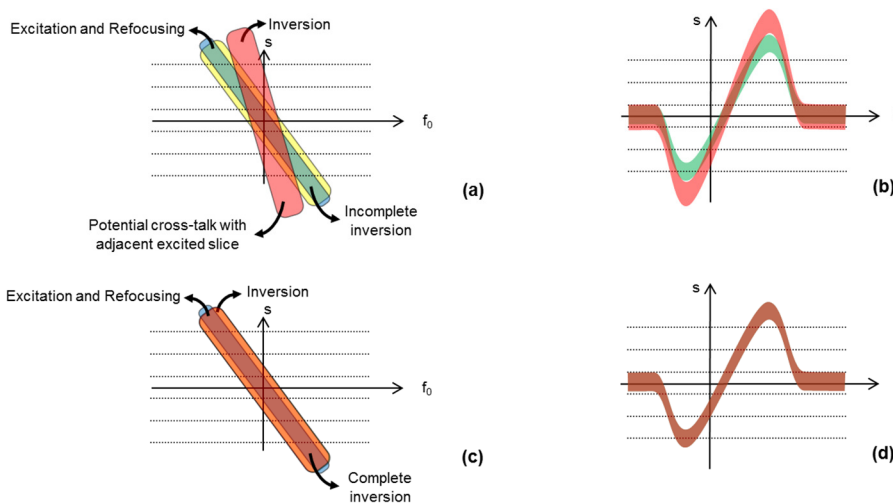 Excitation and Refocusing
Inversion
s
f₀
Potential cross-talk with
adjacent excited slice
Incomplete
inversion
(a)
s
(b)
Excitation and Refocusing
Inversion
s
f₀
Complete
inversion
(c)
s
(d)